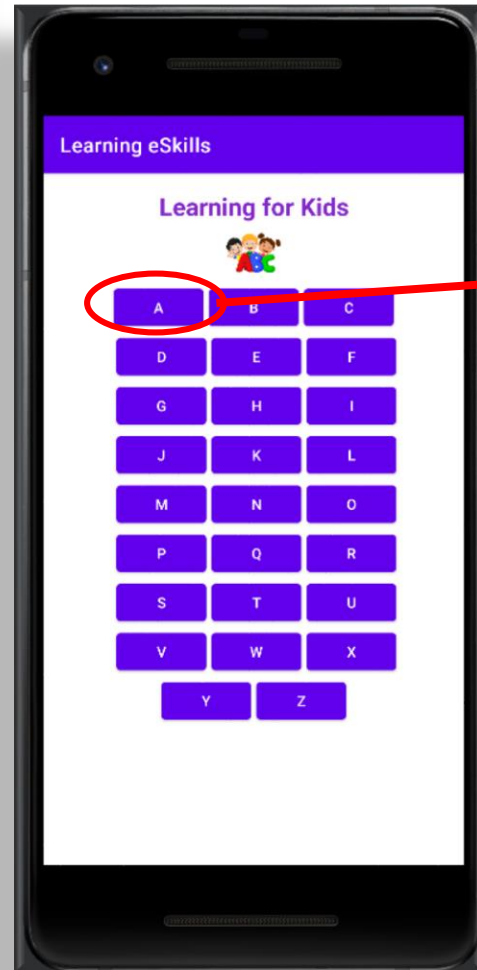 Learning eSkills
Learning for Kids
ABC
A B C
D E F
G H I
J K L
M N O
P Q R
S T U
V W X
Y Z